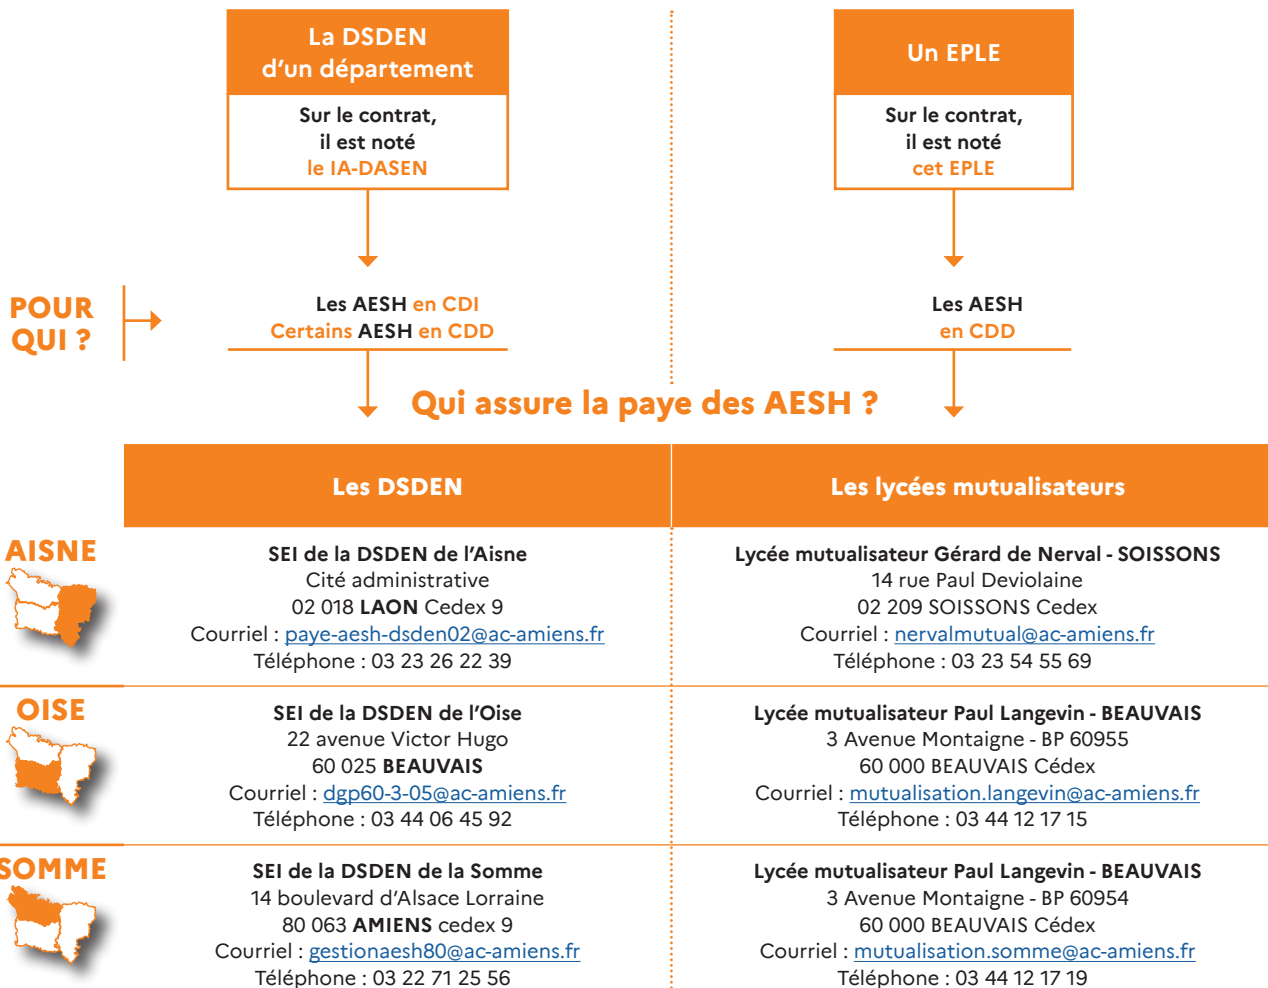 La DSDEN
d'un département
Sur le contrat,
il est noté
le IA-DASEN
Un EPLE
Sur le contrat,
il est noté
cet EPLE
POUR
QUI ?
Les AESH en CDI
Certains AESH en CDD
Les AESH
en CDD
Qui assure la paye des AESH ?
Les DSDEN
Les lycées mutualisateurs
AISNE
SEI de la DSDEN de l'Aisne
Cité administrative
02 018 LAON Cedex 9
Courriel : paye-aesh-dsden02@ac-amiens.fr
Téléphone : 03 23 26 22 39
Lycée mutualisateur Gérard de Nerval - SOISSONS
14 rue Paul Deviolaine
02 209 SOISSONS Cedex
Courriel : nervalmutual@ac-amiens.fr
Téléphone : 03 23 54 55 69
OISE
SEI de la DSDEN de l'Oise
22 avenue Victor Hugo
60 025 BEAUVAIS
Courriel : dgp60-3-05@ac-amiens.fr
Téléphone : 03 44 06 45 92
Lycée mutualisateur Paul Langevin - BEAUVAIS
3 Avenue Montaigne - BP 60955
60 000 BEAUVAIS Cédex
Courriel : mutualisation.langevin@ac-amiens.fr
Téléphone : 03 44 12 17 15
SOMME
SEI de la DSDEN de la Somme
14 boulevard d'Alsace Lorraine
80 063 AMIENS cedex 9
Courriel : gestionaesh80@ac-amiens.fr
Téléphone : 03 22 71 25 56
Lycée mutualisateur Paul Langevin - BEAUVAIS
3 Avenue Montaigne - BP 60954
60 000 BEAUVAIS Cédex
Courriel : mutualisation.somme@ac-amiens.fr
Téléphone : 03 44 12 17 19